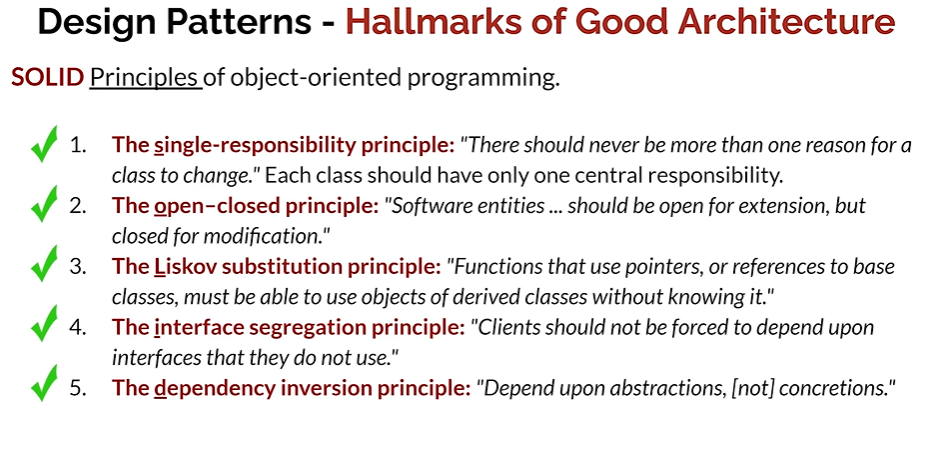 Design Patterns - Hallmarks of Good Architecture
SOLID Principles of object-oriented programming.
1. The single-responsibility principle: "There should never be more than one reason for a
class to change." Each class should have only one central responsibility.
2. The open–closed principle: "Software entities ... should be open for extension, but
closed for modification."
3. The Liskov substitution principle: "Functions that use pointers, or references to base
classes, must be able to use objects of derived classes without knowing it."
4. The interface segregation principle: "Clients should not be forced to depend upon
interfaces that they do not use."
5. The dependency inversion principle: "Depend upon abstractions, [not] concretions."